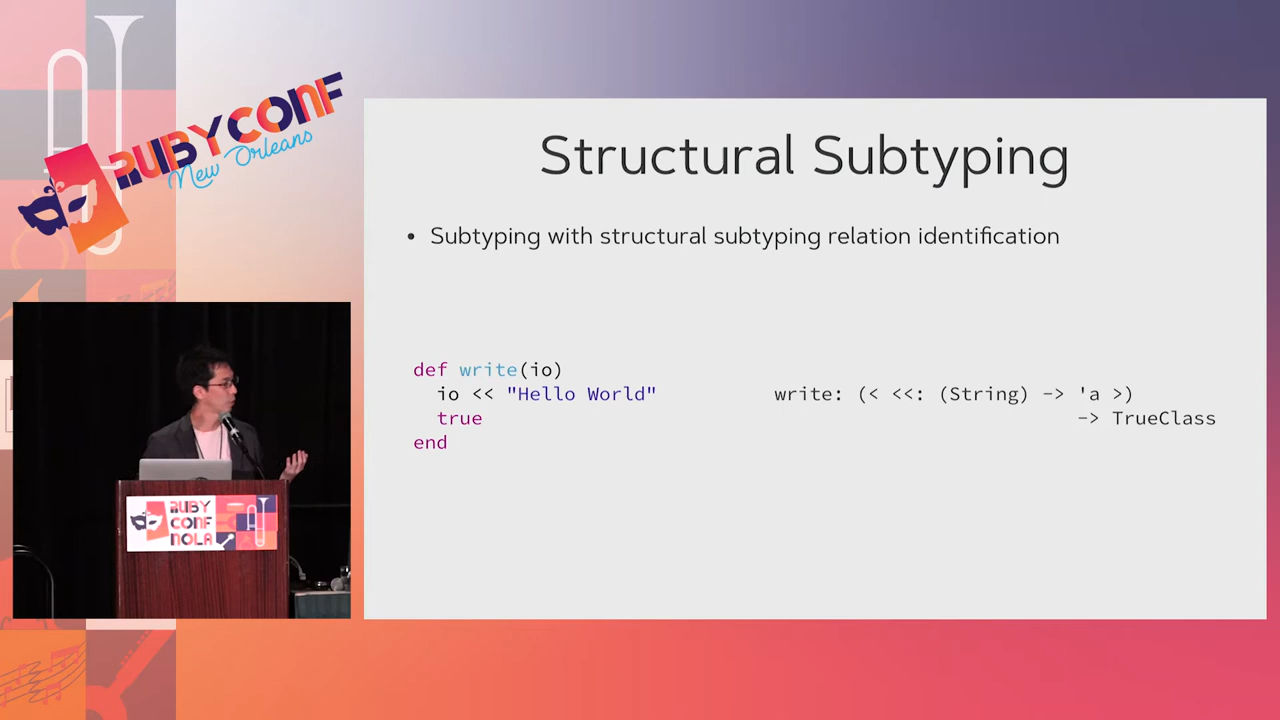 RUBYCONF
New Orleans
Structural Subtyping
• Subtyping with structural subtyping relation identification
def write(io)
  io << "Hello World"
  true
end
write: (< <<: (String) -> 'a >)
-> TrueClass
RUBY
CONF
NOLA